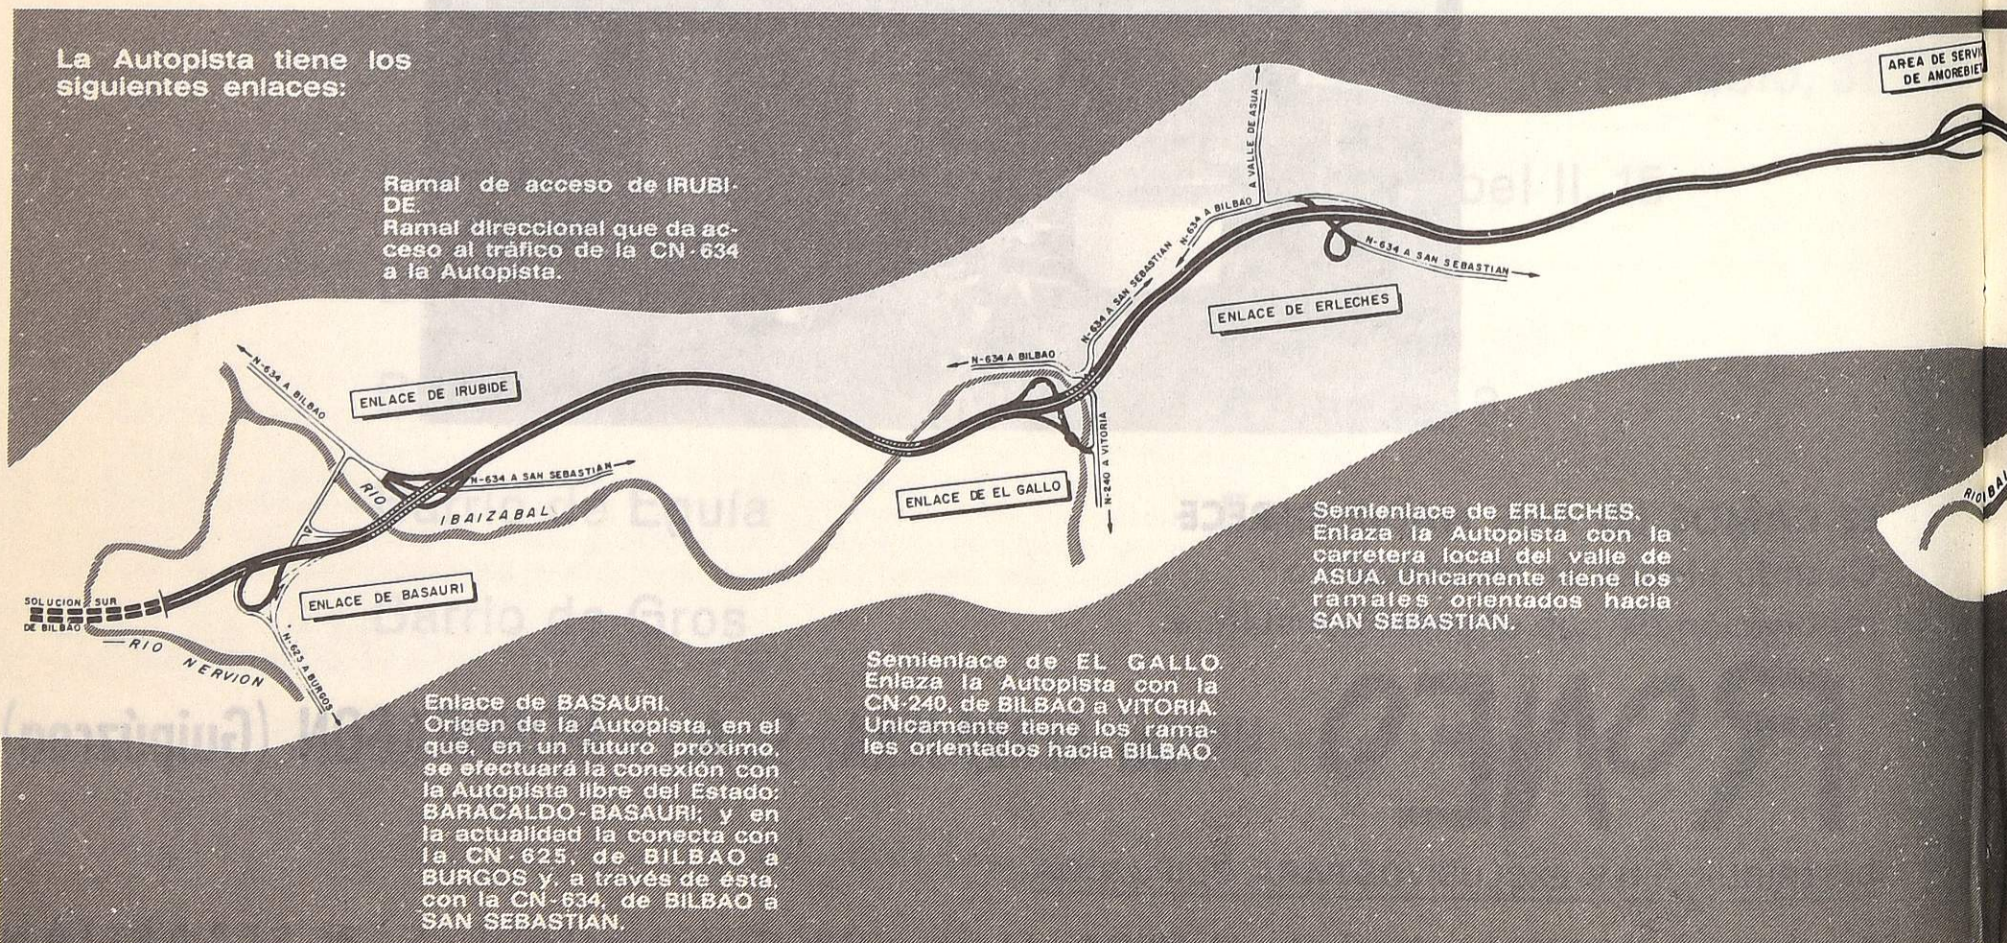 La Autopista tiene los
siguientes enlaces:
Ramal de acceso de IRUBI-
DE.
Ramal direccional que da ac-
ceso al tráfico de la CN-634
a la Autopista.
AREA DE SERVI
DE AMOREBIET
A VALLE DE ASUA
N-634 A BILBAO
N-634 A SAN SEBASTIAN
N-634 A SAN SEBASTIAN
ENLACE DE ERLECHES
N-634 A BILBAO
N-634 A BILBAO
ENLACE DE IRUBIDE
N-240 A VITORIA
N-634 A SAN SEBASTIAN
RIO
IBAIZABAL
ENLACE DE EL GALLO
RIO IBAI
ENLACE DE BASAURI
SOLUCION SUR
DE BILBAO
RIO NERVION
N-625 A BURGOS
Semienlace de ERLECHES.
Enlaza la Autopista con la
carretera local del valle de
ASUA. Unicamente tiene los
ramales orientados hacia
SAN SEBASTIAN.
Semienlace de EL GALLO.
Enlaza la Autopista con la
CN-240, de BILBAO a VITORIA.
Unicamente tiene los rama-
les orientados hacia BILBAO.
Enlace de BASAURI.
Origen de la Autopista, en el
que, en un futuro próximo,
se efectuará la conexión con
la Autopista libre del Estado:
BARACALDO-BASAURI; y en
la actualidad la conecta con
la CN-625, de BILBAO a
BURGOS y, a través de ésta,
con la CN-634, de BILBAO a
SAN SEBASTIAN.